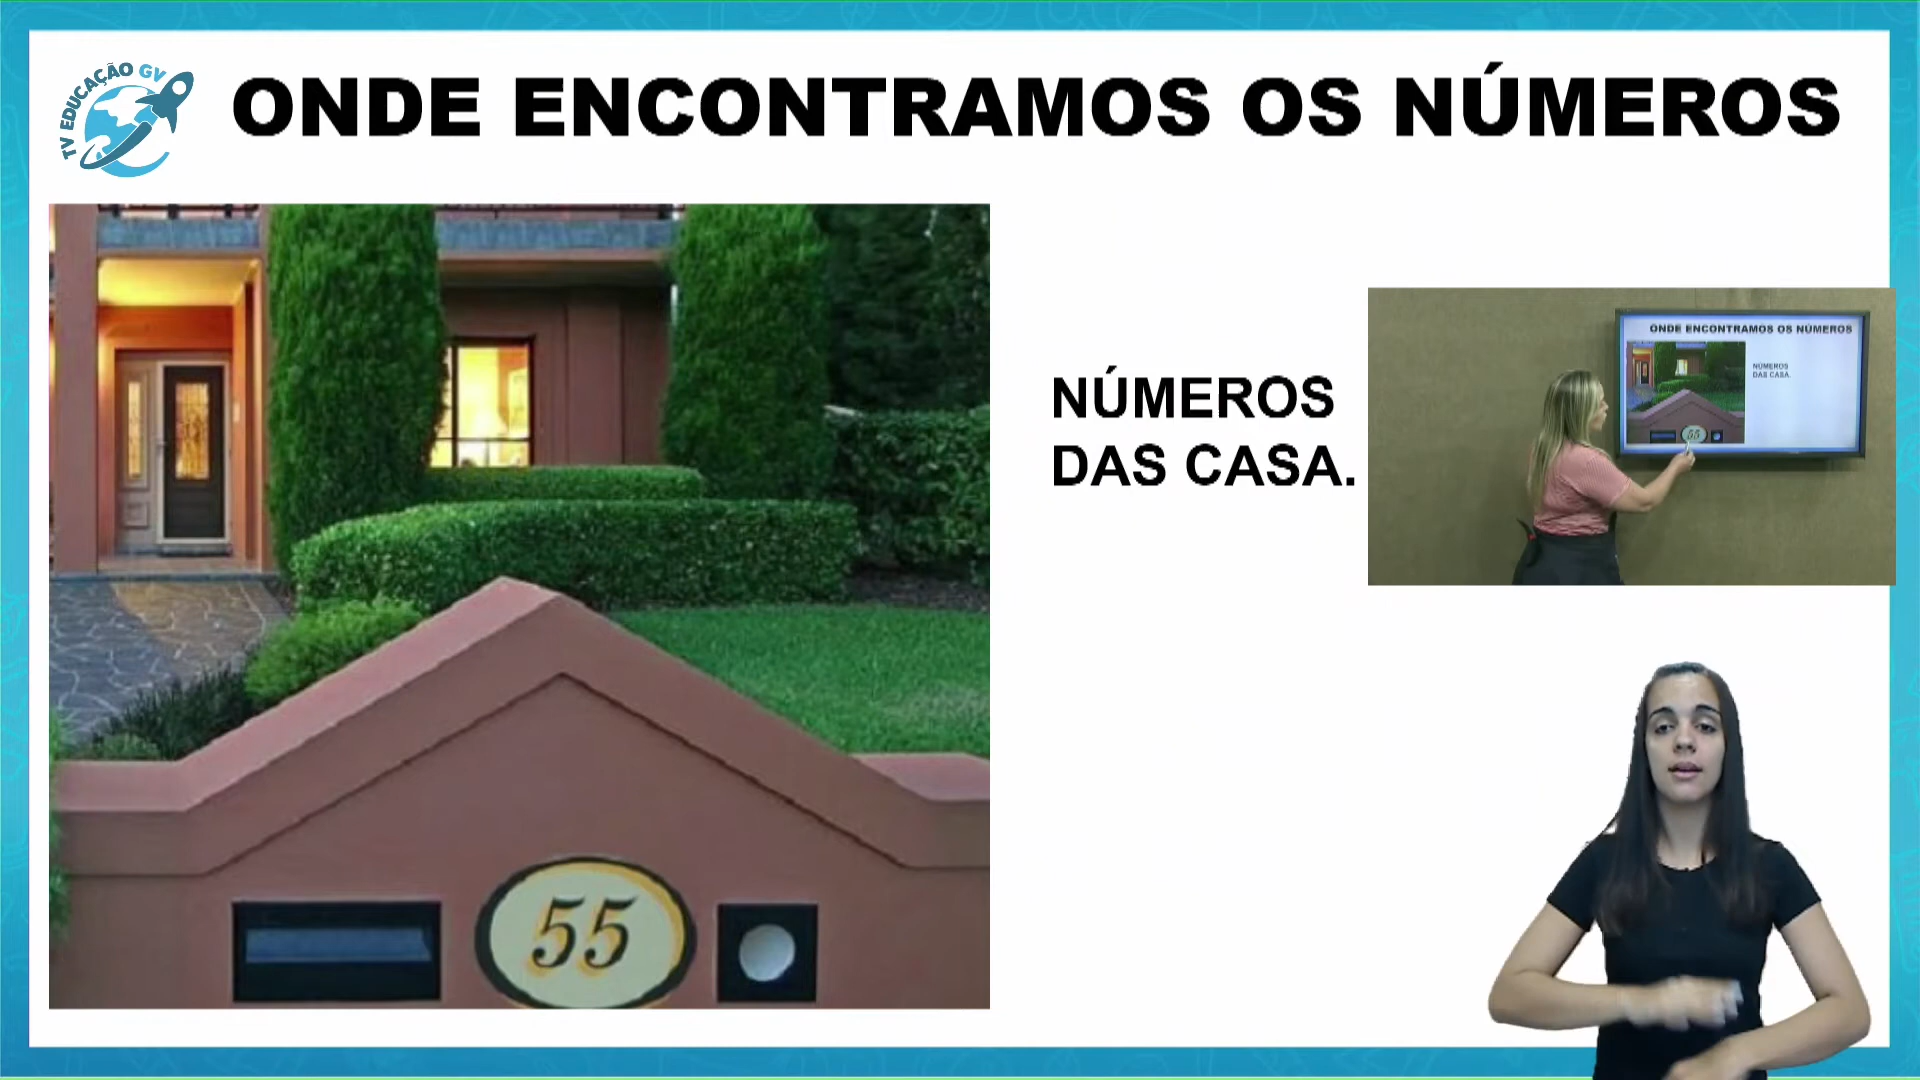 TV EDUCAÇÃO GV
ONDE ENCONTRAMOS OS NÚMEROS
NÚMEROS
DAS CASA.
55
ONDE ENCONTRAMOS OS NÚMEROS
NÚMEROS
DAS CASA.
55